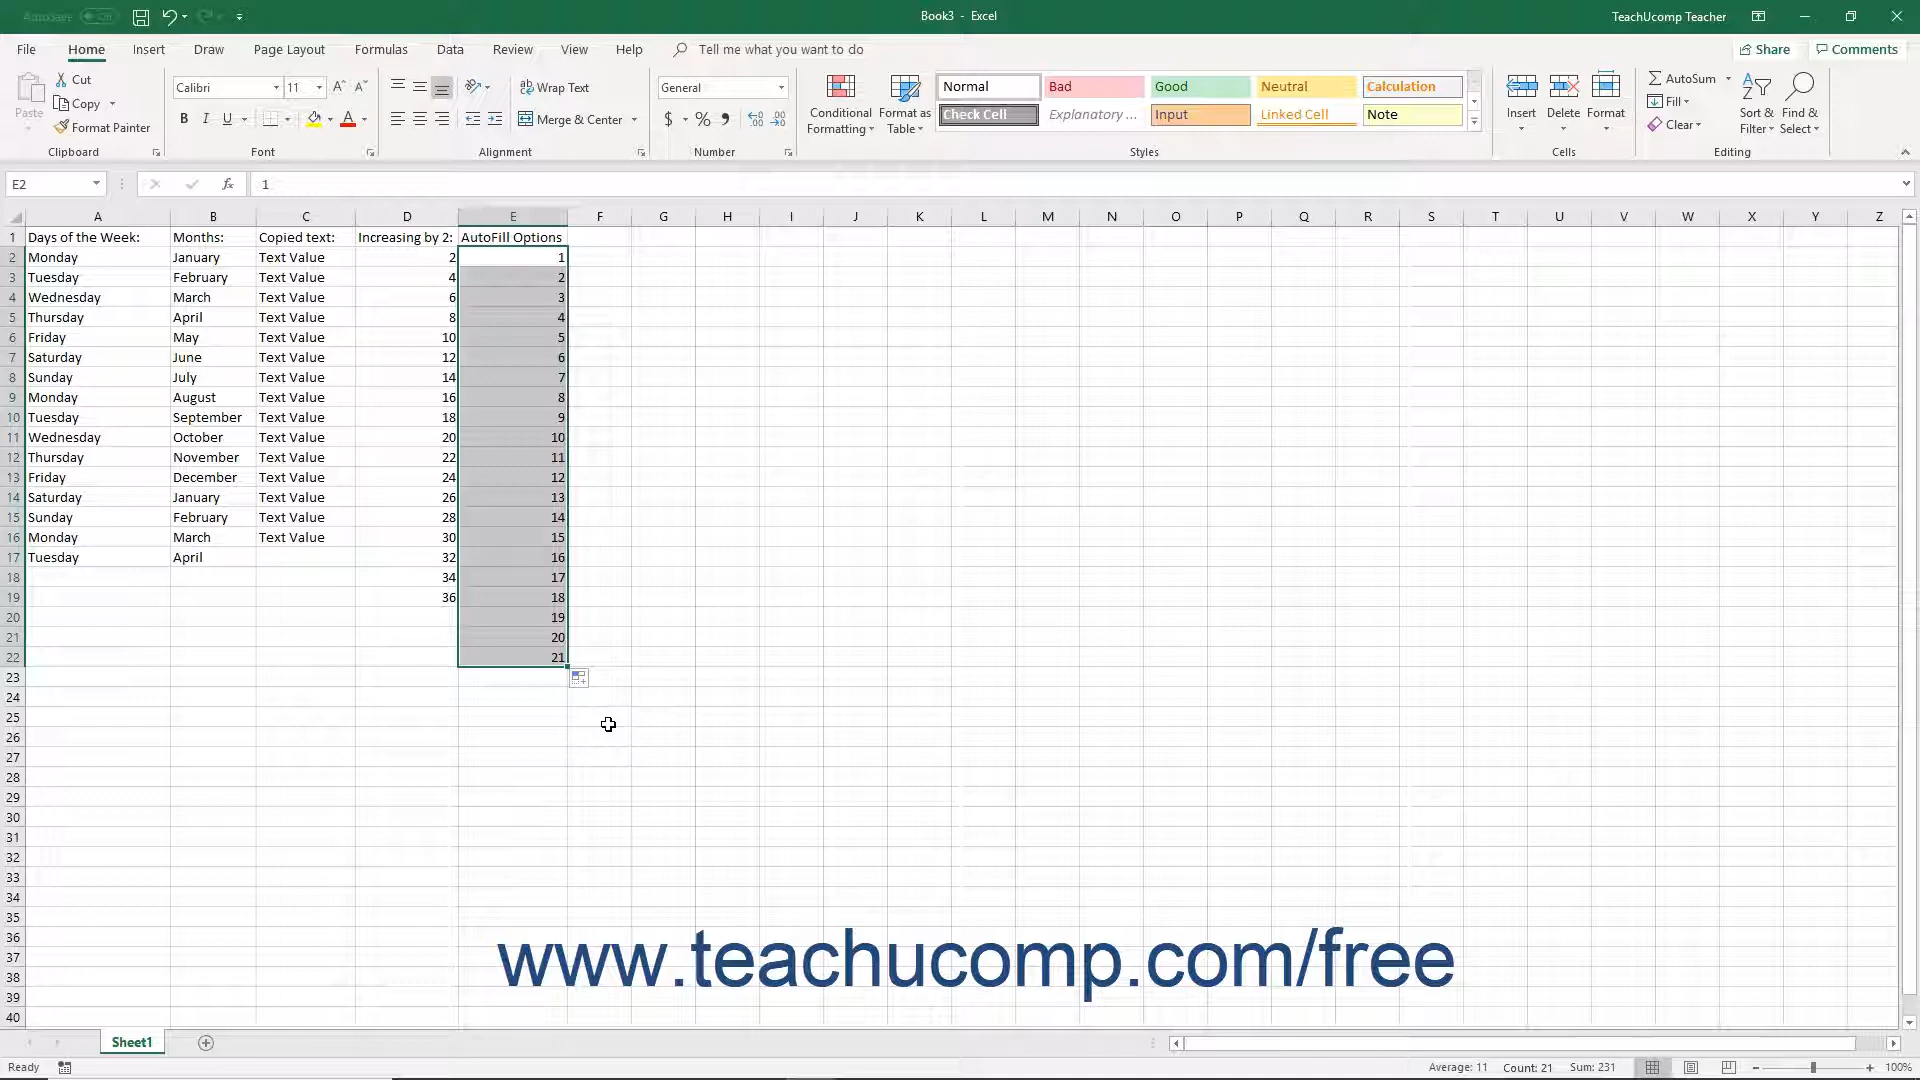 AutoSave Off
Book3 - Excel
TeachUcomp Teacher
File Home Insert Draw Page Layout Formulas Data Review View Help Tell me what you want to do Share Comments
Paste Cut Copy Format Painter Clipboard
Calibri 11 B I U A Font
Wrap Text Merge & Center Alignment
General $ % Number
Conditional Formatting Format as Table
Normal Bad Good Neutral Calculation
Check Cell Explanatory ... Input Linked Cell Note
Styles
Insert Delete Format Cells
AutoSum Fill Clear Sort & Filter Find & Select Editing
E2 fx 1
A B C D E F G H I J K L M N O P Q R S T U V W X Y Z
1 Days of the Week: Months: Copied text: Increasing by 2: AutoFill Options
2 Monday January Text Value 2 1
3 Tuesday February Text Value 4 2
4 Wednesday March Text Value 6 3
5 Thursday April Text Value 8 4
6 Friday May Text Value 10 5
7 Saturday June Text Value 12 6
8 Sunday July Text Value 14 7
9 Monday August Text Value 16 8
10 Tuesday September Text Value 18 9
11 Wednesday October Text Value 20 10
12 Thursday November Text Value 22 11
13 Friday December Text Value 24 12
14 Saturday January Text Value 26 13
15 Sunday February Text Value 28 14
16 Monday March Text Value 30 15
17 Tuesday April 32 16
18 34 17
19 36 18
20 19
21 20
22 21
23
24
25
26
27
28
29
30
31
32
33
34
35
36
37
38
39
40
www.teachucomp.com/free
Sheet1
Ready Average: 11 Count: 21 Sum: 231 100%